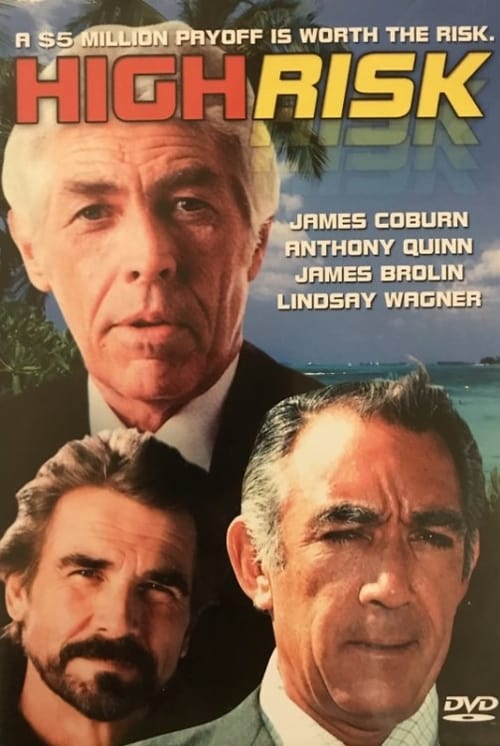 A $5 MILLION PAYOFF IS WORTH THE RISK.
HIGH RISK
JAMES COBURN
ANTHONY QUINN
JAMES BROLIN
LINDSAY WAGNER
DVD